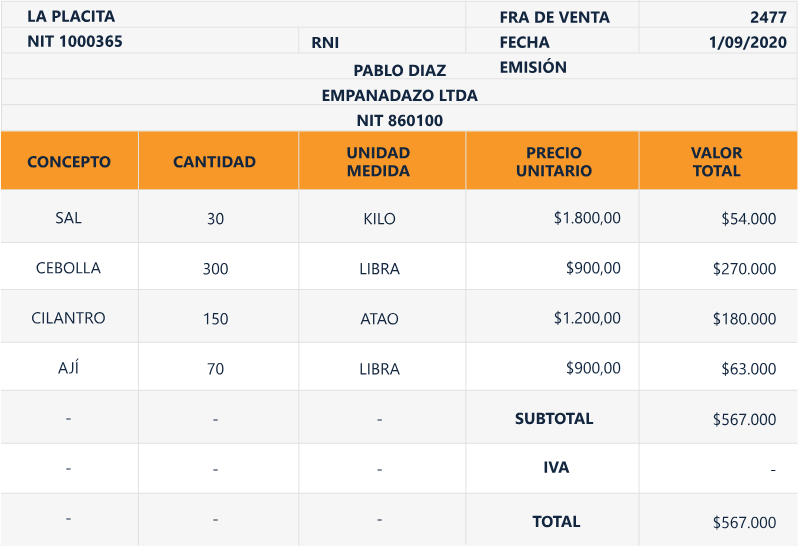 LA PLACITA FRA DE VENTA 2477
NIT 1000365 RNI FECHA 1/09/2020
PABLO DIAZ EMISIÓN
EMPANADAZO LTDA
NIT 860100
CONCEPTO CANTIDAD UNIDAD MEDIDA PRECIO UNITARIO VALOR TOTAL
SAL 30 KILO $1.800,00 $54.000
CEBOLLA 300 LIBRA $900,00 $270.000
CILANTRO 150 ATAO $1.200,00 $180.000
AJÍ 70 LIBRA $900,00 $63.000
- - - SUBTOTAL $567.000
- - - IVA -
- - - TOTAL $567.000